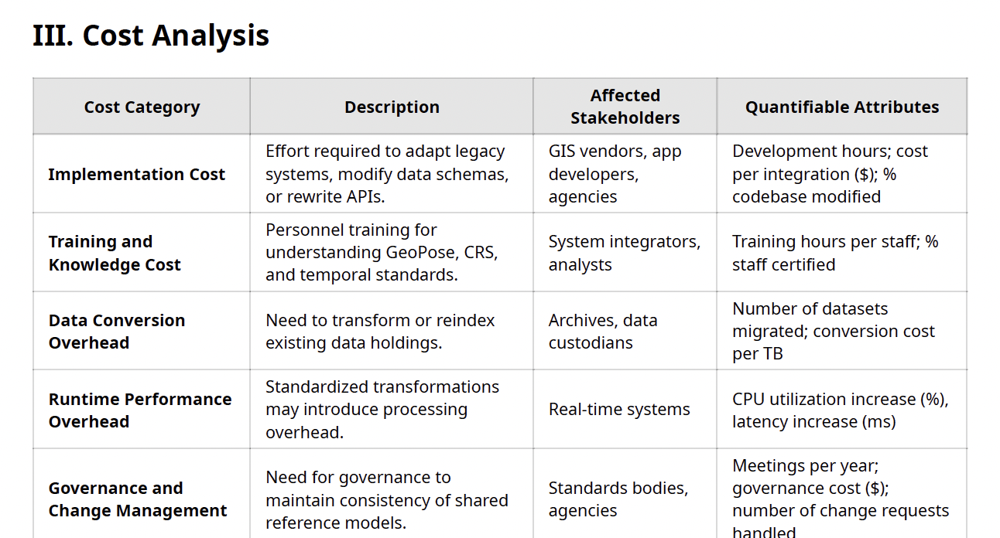 III. Cost Analysis
Cost Category
Description
Affected
Stakeholders
Quantifiable Attributes
Implementation Cost
Effort required to adapt legacy
systems, modify data schemas,
or rewrite APIs.
GIS vendors, app
developers,
agencies
Development hours; cost
per integration ($); %
codebase modified
Training and
Knowledge Cost
Personnel training for
understanding GeoPose, CRS,
and temporal standards.
System integrators,
analysts
Training hours per staff; %
staff certified
Data Conversion
Overhead
Need to transform or reindex
existing data holdings.
Archives, data
custodians
Number of datasets
migrated; conversion cost
per TB
Runtime Performance
Overhead
Standardized transformations
may introduce processing
overhead.
Real-time systems
CPU utilization increase (%),
latency increase (ms)
Governance and
Change Management
Need for governance to
maintain consistency of shared
reference models.
Standards bodies,
agencies
Meetings per year;
governance cost ($);
number of change requests
handled